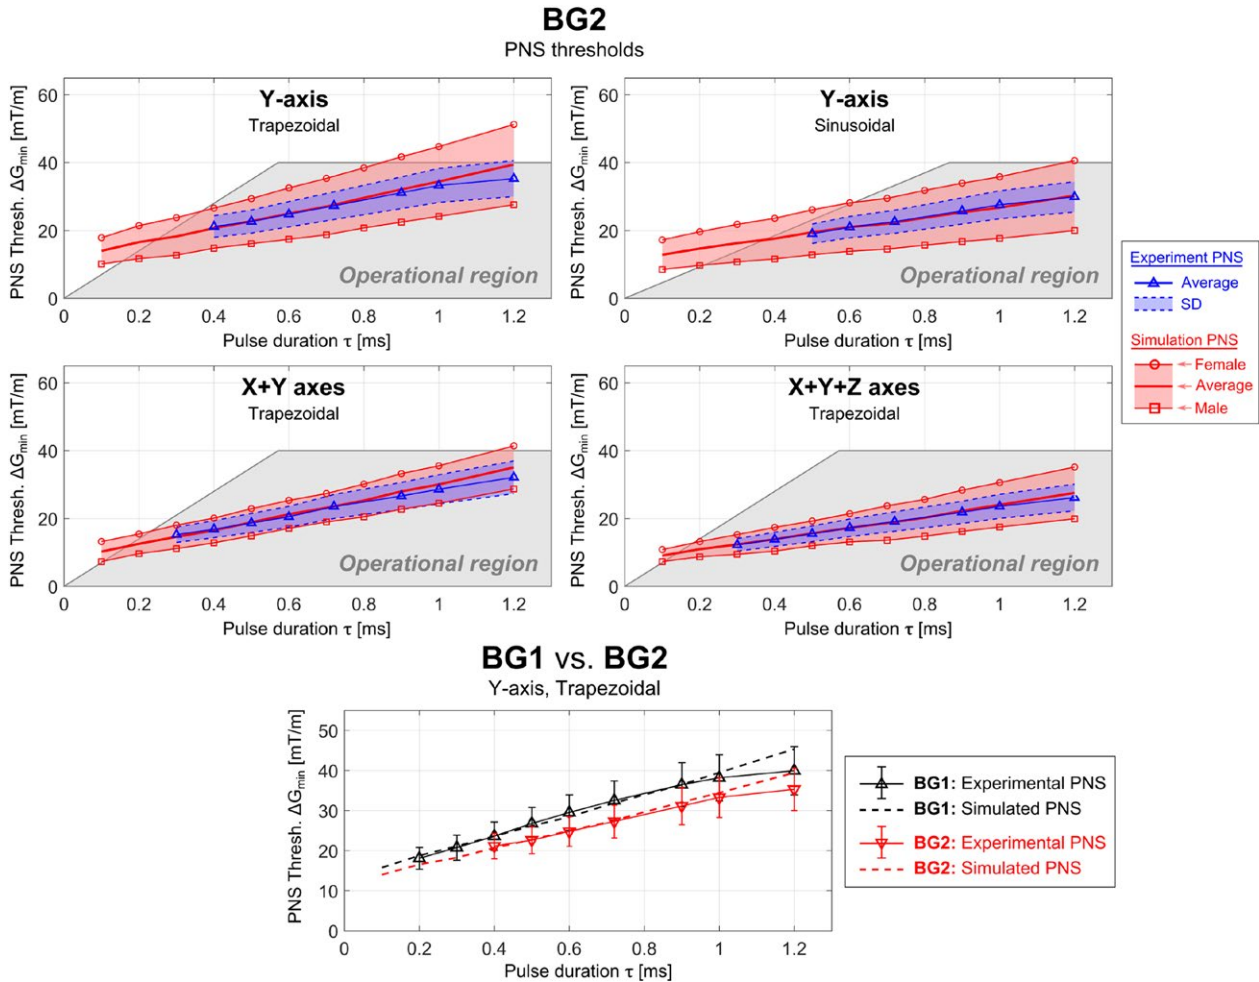 BG2
PNS thresholds
PNS Thresh. ΔGmin [mT/m]
60
40
20
0
Y-axis
Trapezoidal
Operational region
0 0.2 0.4 0.6 0.8 1 1.2
Pulse duration τ [ms]
PNS Thresh. ΔGmin [mT/m]
60
40
20
0
Y-axis
Sinusoidal
Operational region
0 0.2 0.4 0.6 0.8 1 1.2
Pulse duration τ [ms]
Experiment PNS
Average
SD
Simulation PNS
Female
Average
Male
PNS Thresh. ΔGmin [mT/m]
60
40
20
0
X+Y axes
Trapezoidal
Operational region
0 0.2 0.4 0.6 0.8 1 1.2
Pulse duration τ [ms]
PNS Thresh. ΔGmin [mT/m]
60
40
20
0
X+Y+Z axes
Trapezoidal
Operational region
0 0.2 0.4 0.6 0.8 1 1.2
Pulse duration τ [ms]
BG1 vs. BG2
Y-axis, Trapezoidal
PNS Thresh. ΔGmin [mT/m]
50
40
30
20
10
0
0 0.2 0.4 0.6 0.8 1 1.2
Pulse duration τ [ms]
BG1: Experimental PNS
BG1: Simulated PNS
BG2: Experimental PNS
BG2: Simulated PNS